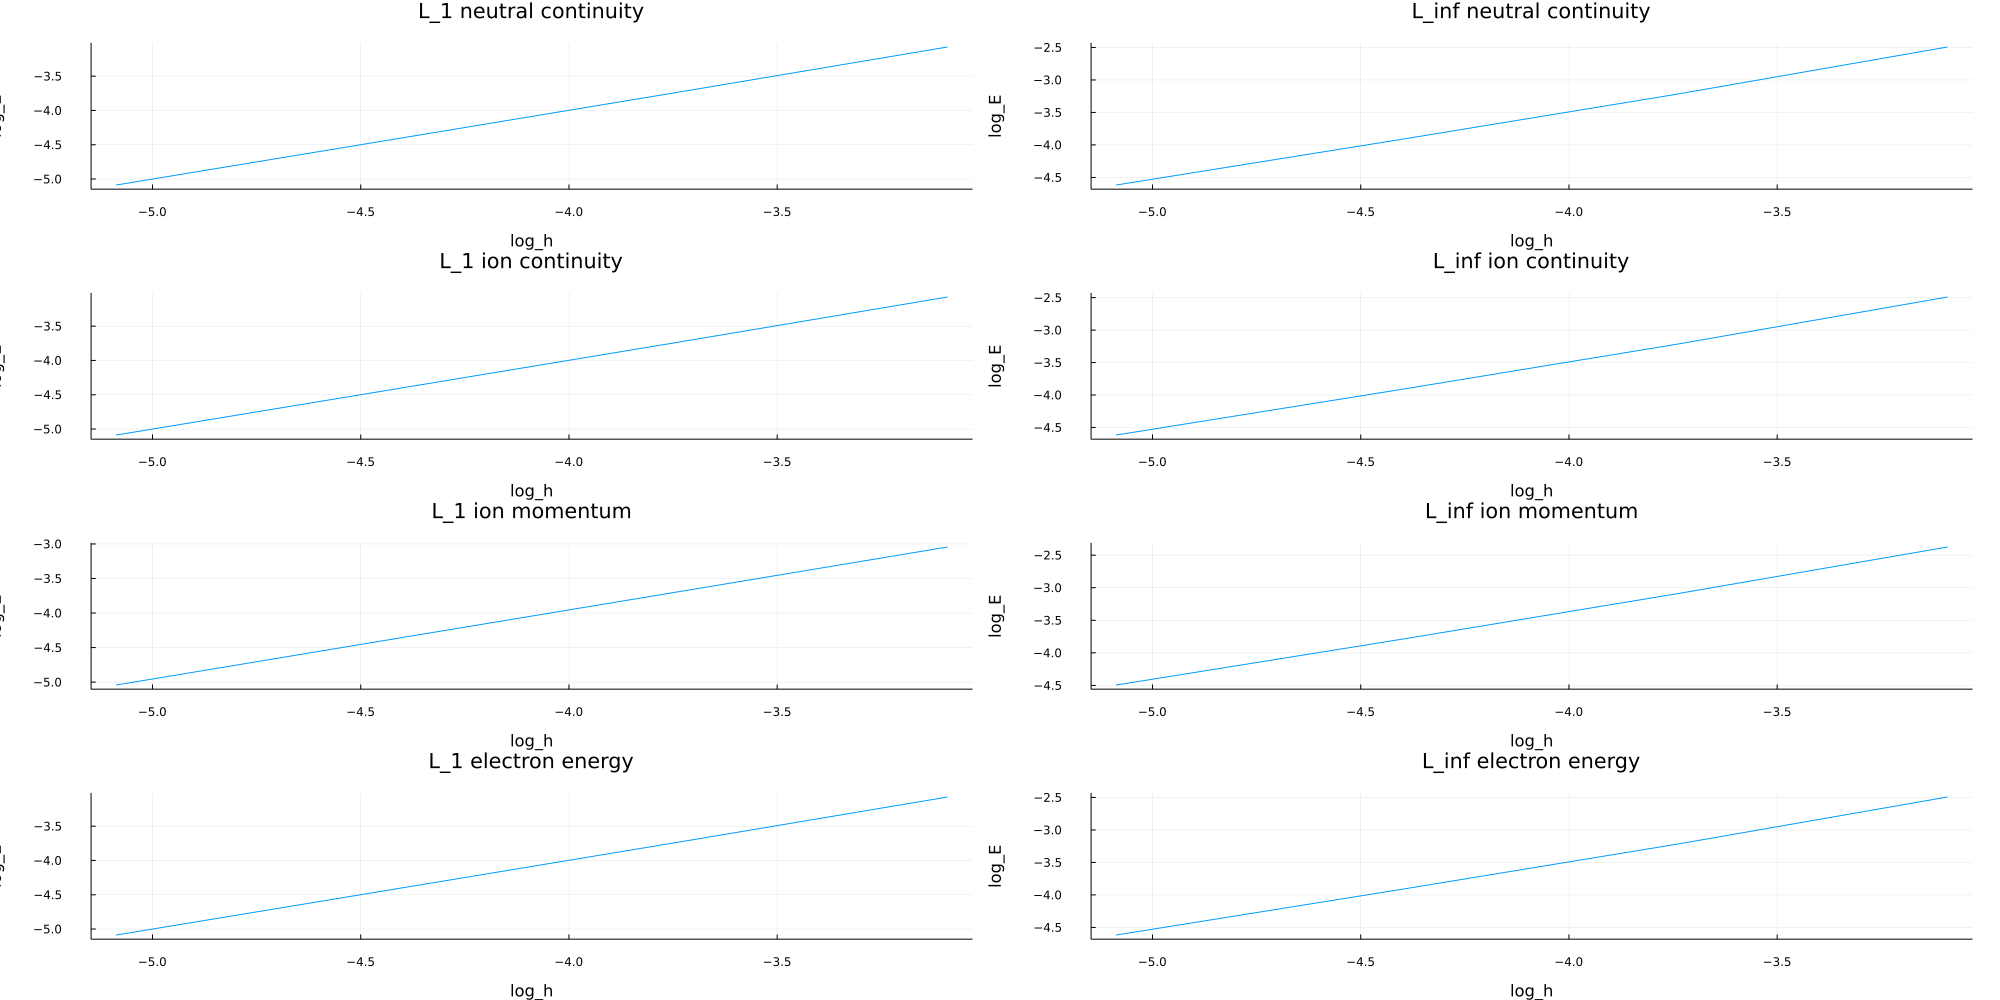 L_1 neutral continuity
−3.5
−4.0
−4.5
−5.0
−5.0 −4.5 −4.0 −3.5
log_h
L_inf neutral continuity
log_E
−2.5
−3.0
−3.5
−4.0
−4.5
−5.0 −4.5 −4.0 −3.5
log_h
L_1 ion continuity
−3.5
−4.0
−4.5
−5.0
−5.0 −4.5 −4.0 −3.5
log_h
L_inf ion continuity
log_E
−2.5
−3.0
−3.5
−4.0
−4.5
−5.0 −4.5 −4.0 −3.5
log_h
L_1 ion momentum
−3.0
−3.5
−4.0
−4.5
−5.0
−5.0 −4.5 −4.0 −3.5
log_h
L_inf ion momentum
log_E
−2.5
−3.0
−3.5
−4.0
−4.5
−5.0 −4.5 −4.0 −3.5
log_h
L_1 electron energy
−3.5
−4.0
−4.5
−5.0
−5.0 −4.5 −4.0 −3.5
log_h
L_inf electron energy
log_E
−2.5
−3.0
−3.5
−4.0
−4.5
−5.0 −4.5 −4.0 −3.5
log_h